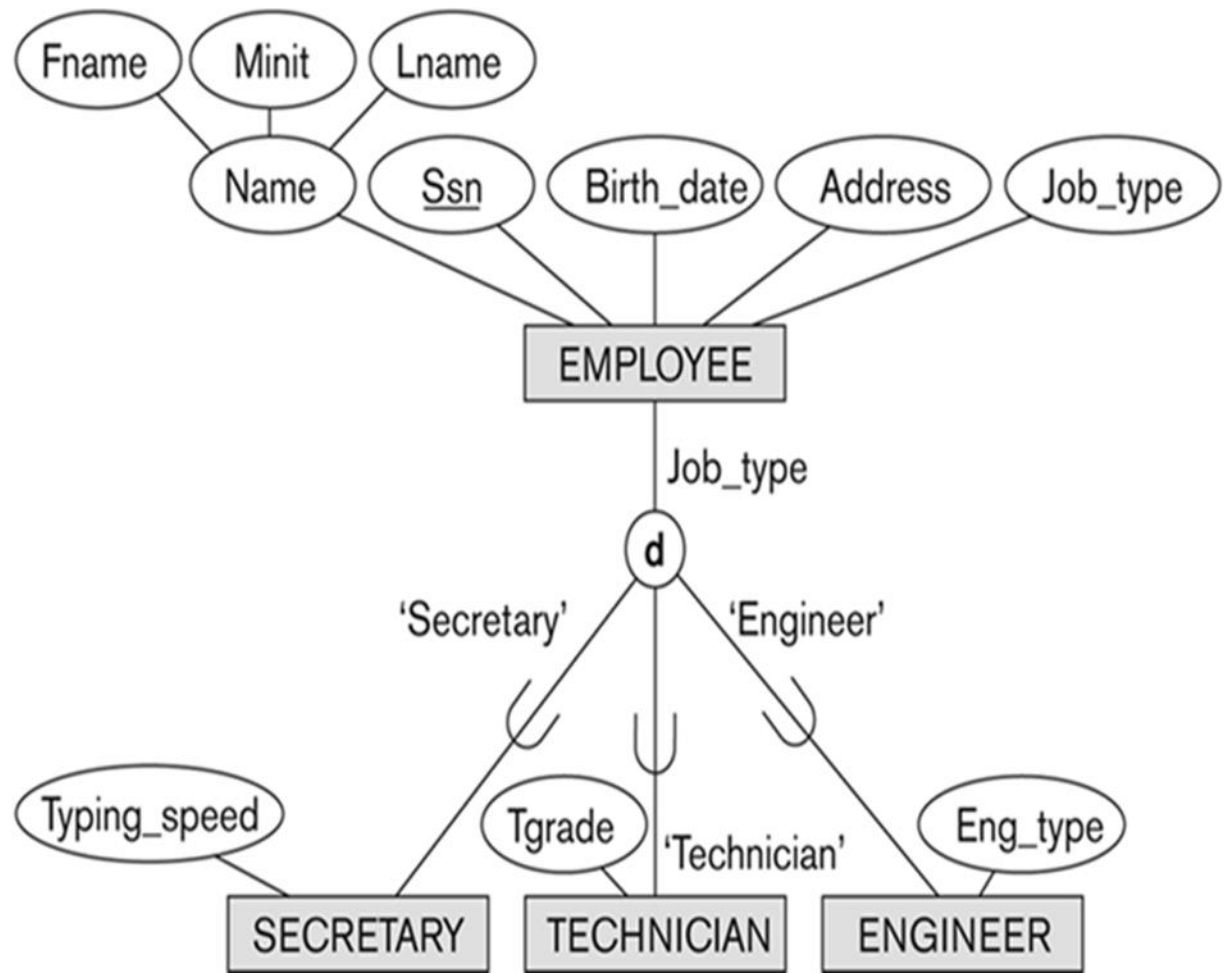 Fname Minit Lname
Name Ssn Birth_date Address Job_type
EMPLOYEE
Job_type
d
‘Secretary’ ‘Engineer’
Typing_speed Tgrade Eng_type
‘Technician’
SECRETARY TECHNICIAN ENGINEER